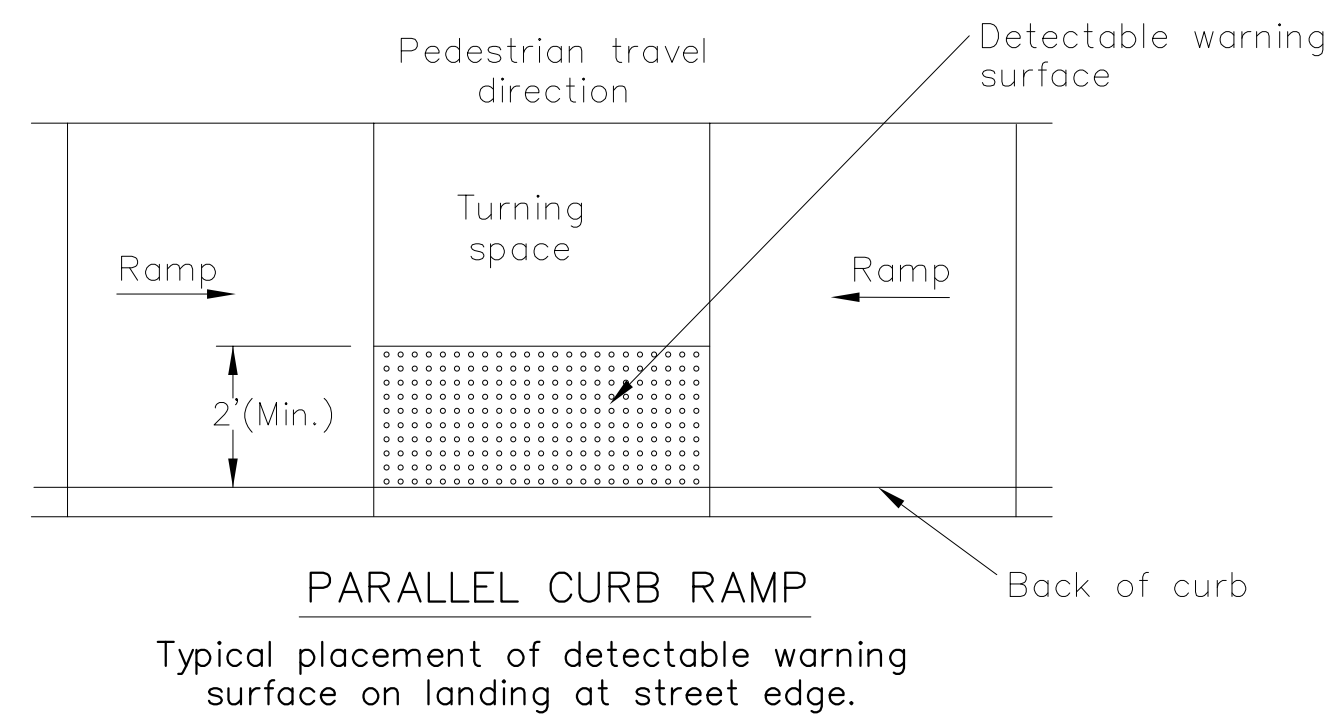 Pedestrian travel
direction
Detectable warning
surface
Turning
space
Ramp
Ramp
2'(Min.)
Back of curb
PARALLEL CURB RAMP
Typical placement of detectable warning
surface on landing at street edge.